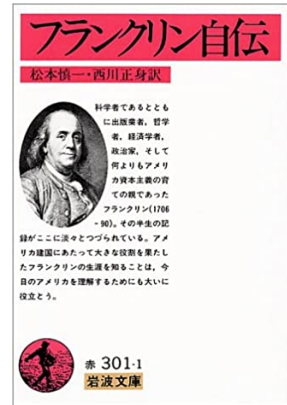 フランクリン自伝
松本慎一・西川正身訳
科学者であるととも
に出版業者，哲学
者，経済学者，
政治家，そして
何よりもアメリ
カ資本主義の育
ての親であった
フランクリン(1706
-90)。その半生の記
録がここに淡々とつづられている。アメ
リカ建国にあたって大きな役割を果たし
たフランクリンの生涯を知ることは，今
日のアメリカを理解するためにも大いに
役立とう。
赤 301-1
岩波文庫